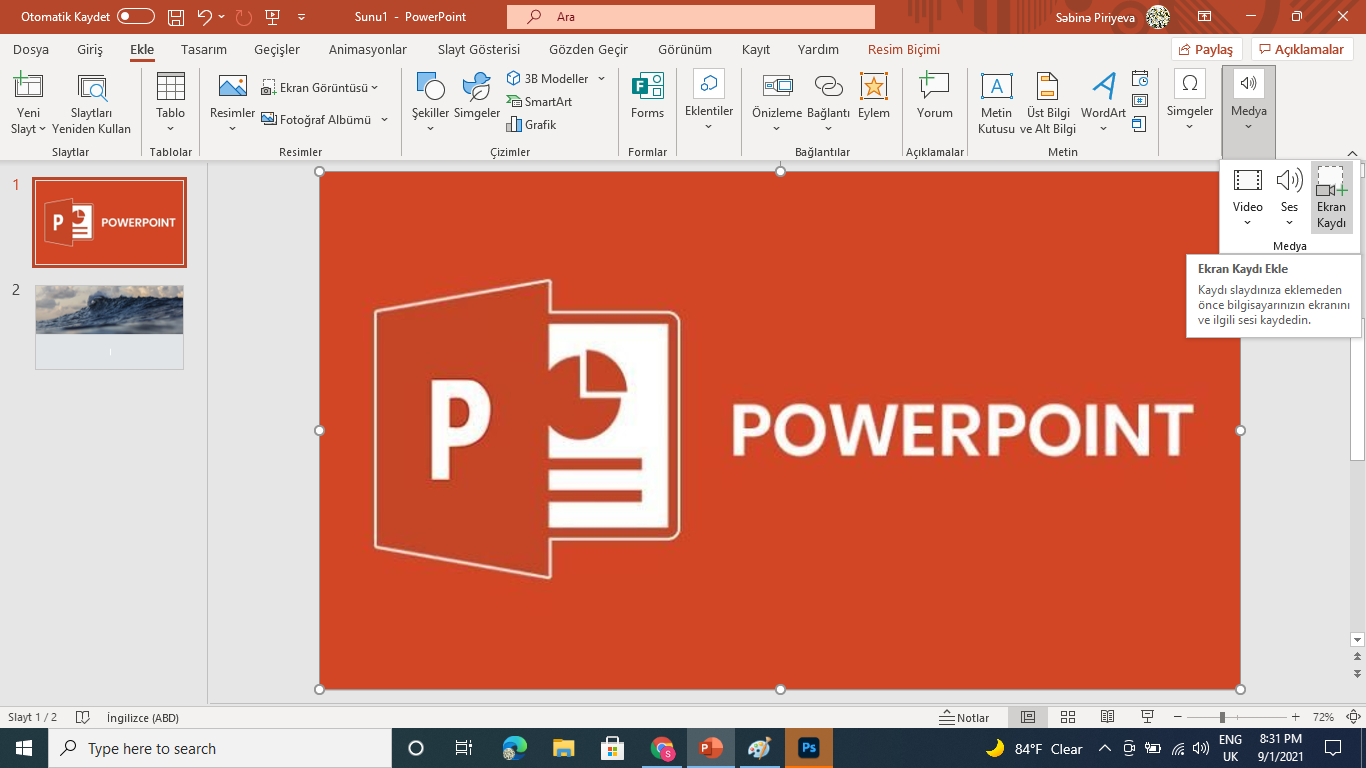 Otomatik Kaydet
Sunu1 - PowerPoint
Ara
Səbinə Piriyeva
Dosya Giriş Ekle Tasarım Geçişler Animasyonlar Slayt Gösterisi Gözden Geçir Görünüm Kayıt Yardım Resim Biçimi
Paylaş Açıklamalar
Yeni
Slayt
Slaytları
Yeniden Kullan
Slaytlar
Tablo
Tablolar
Resimler
Ekran Görüntüsü
Fotoğraf Albümü
Resimler
Şekiller
Simgeler
3B Modeller
SmartArt
Grafik
Çizimler
Forms
Formlar
Eklentiler
Önizleme
Bağlantı
Eylem
Bağlantılar
Yorum
Açıklamalar
Metin
Kutusu
Üst Bilgi
ve Alt Bilgi
WordArt
Metin
Simgeler
Medya
Video
Ses
Ekran
Kaydı
Medya
Ekran Kaydı Ekle
Kaydı slaydınıza eklemeden
önce bilgisayarınızın ekranını
ve ilgili sesi kaydedin.
1
P POWERPOINT
2
P
POWERPOINT
Slayt 1 / 2 İngilizce (ABD)
Notlar
72%
Type here to search
S
P
Ps
84°F Clear
ENG
UK
8:31 PM
9/1/2021